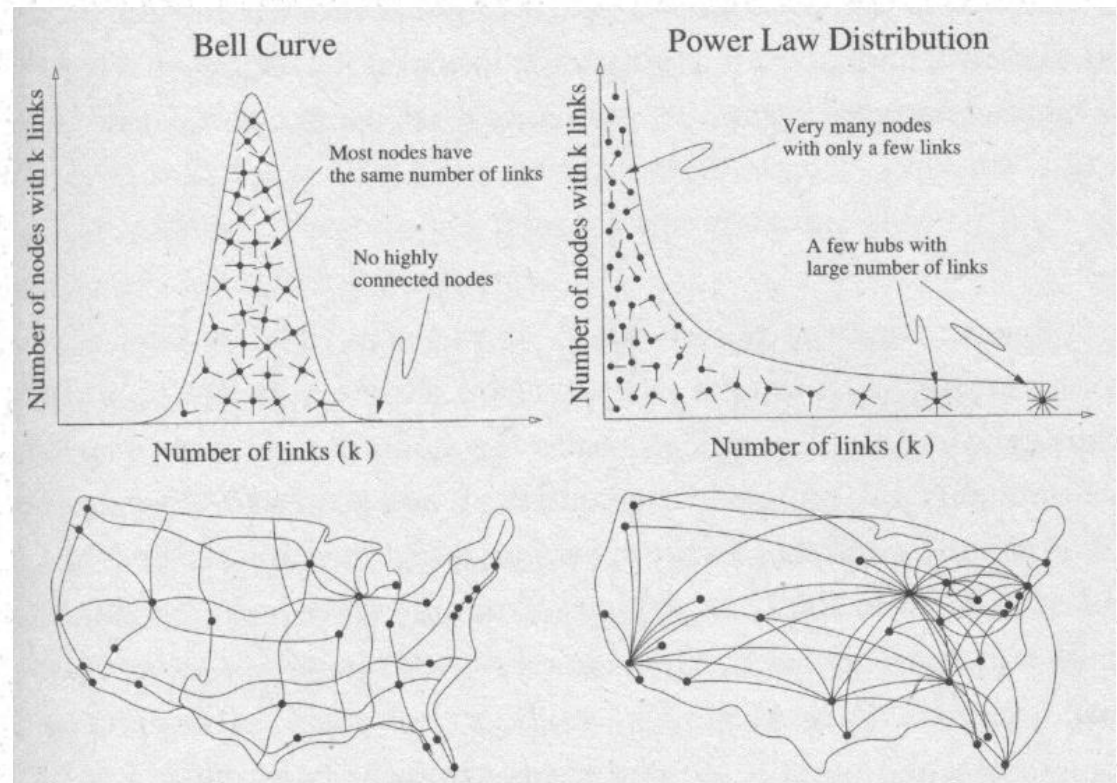 Bell Curve
Number of nodes with k links
Most nodes have
the same number of links
No highly
connected nodes
Number of links (k)
Power Law Distribution
Number of nodes with k links
Very many nodes
with only a few links
A few hubs with
large number of links
Number of links (k)